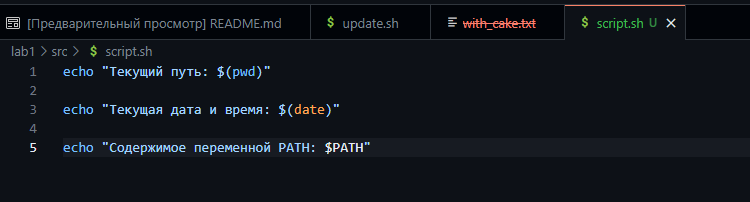 [Предварительный просмотр] README.md
update.sh
with_cake.txt
script.sh U
lab1 > src > script.sh
1 echo "Текущий путь: $(pwd)"
2
3 echo "Текущая дата и время: $(date)"
4
5 echo "Содержимое переменной PATH: $PATH"